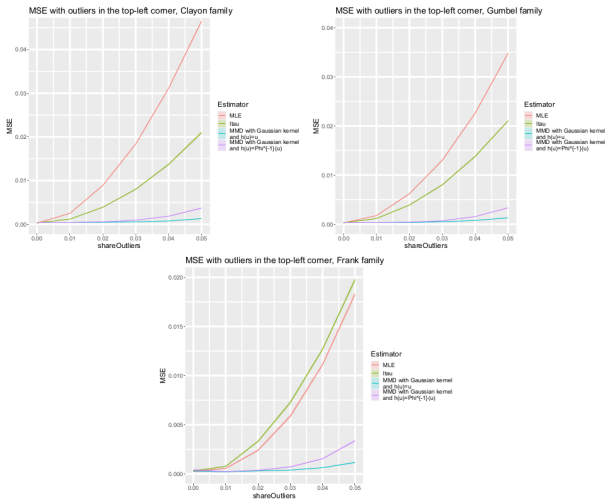 MSE with outliers in the top-left corner, Clayon family
0.04
0.03
0.02
0.01
0.00
MSE
0.00 0.01 0.02 0.03 0.04 0.05
shareOutliers
Estimator
MLE
Itau
MMD with Gaussian kernel
and h(u)=u
MMD with Gaussian kernel
and h(u)=Phi^{-1}(u)
MSE with outliers in the top-left corner, Gumbel family
0.04
0.03
0.02
0.01
0.00
MSE
0.00 0.01 0.02 0.03 0.04 0.05
shareOutliers
Estimator
MLE
Itau
MMD with Gaussian kernel
and h(u)=u
MMD with Gaussian kernel
and h(u)=Phi^{-1}(u)
MSE with outliers in the top-left corner, Frank family
0.020
0.015
0.010
0.005
0.000
MSE
0.00 0.01 0.02 0.03 0.04 0.05
shareOutliers
Estimator
MLE
Itau
MMD with Gaussian kernel
and h(u)=u
MMD with Gaussian kernel
and h(u)=Phi^{-1}(u)